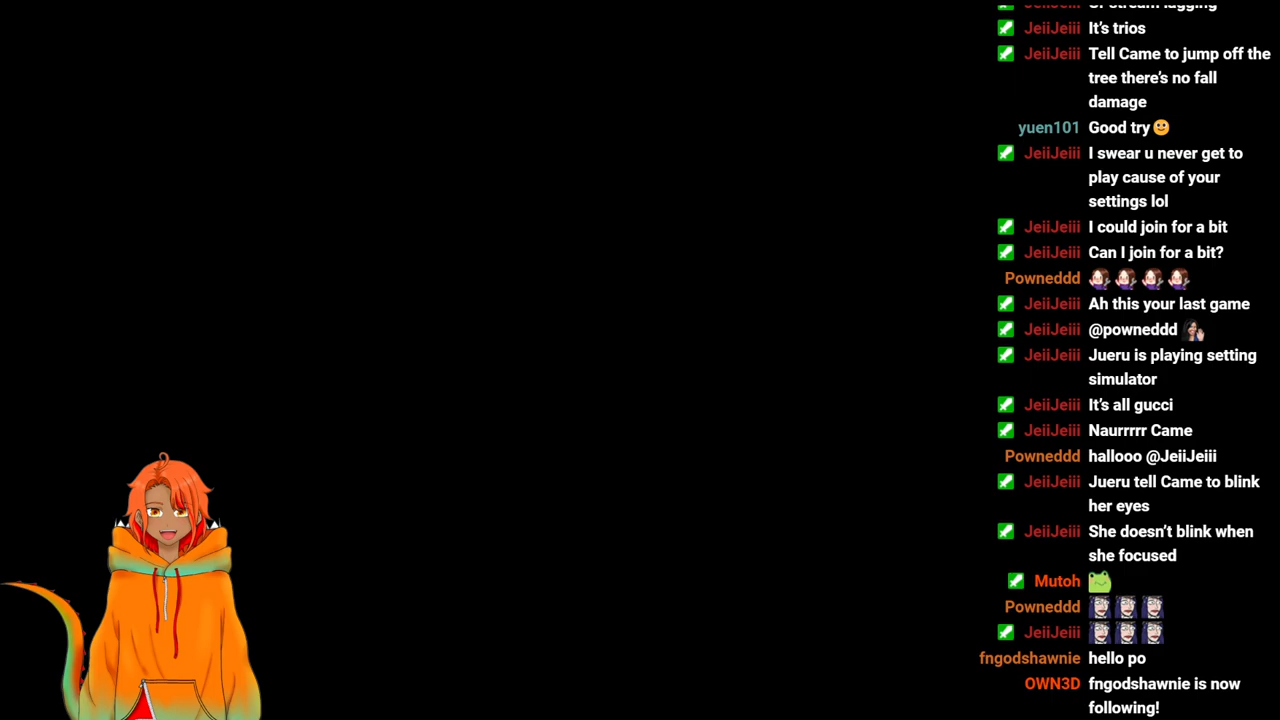 JeiiJeiii Or stream lagging
JeiiJeiii It's trios
JeiiJeiii Tell Came to jump off the
tree there's no fall
damage
yuen101 Good try
JeiiJeiii I swear u never get to
play cause of your
settings lol
JeiiJeiii I could join for a bit
JeiiJeiii Can I join for a bit?
Powneddd
JeiiJeiii Ah this your last game
JeiiJeiii @powneddd
JeiiJeiii Jueru is playing setting
simulator
JeiiJeiii It's all gucci
JeiiJeiii Naurrrrr Came
Powneddd hallooo @JeiiJeiii
JeiiJeiii Jueru tell Came to blink
her eyes
JeiiJeiii She doesn't blink when
she focused
Mutoh
Powneddd
JeiiJeiii
fngodshawnie hello po
OWN3D fngodshawnie is now
following!